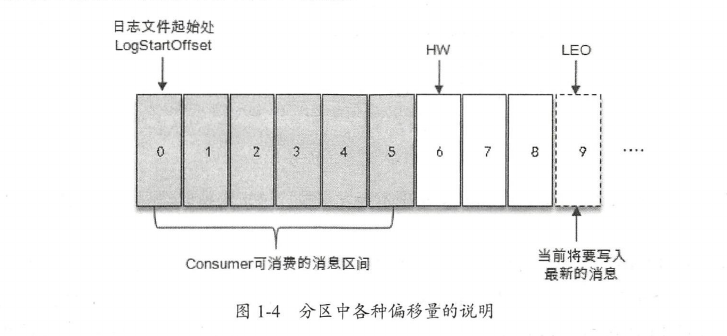 日志文件起始处
LogStartOffset
HW
LEO
0 1 2 3 4 5 6 7 8 9 ····
Consumer可消费的消息区间
当前将要写入
最新的消息
图 1-4 分区中各种偏移量的说明